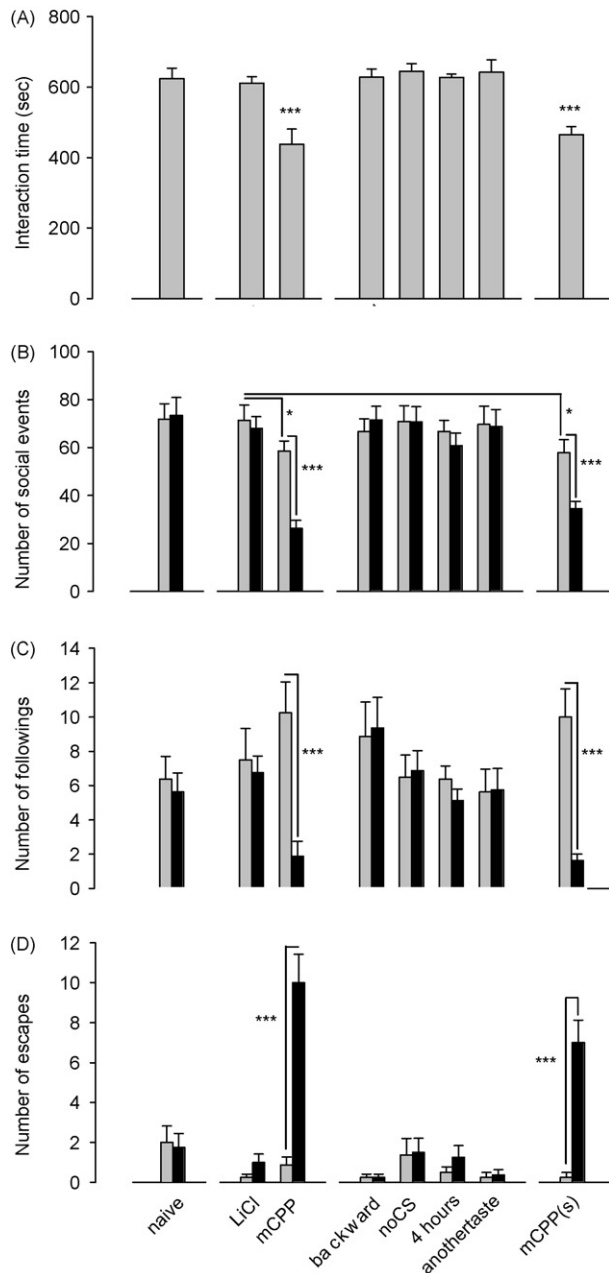 (A)
800
600
400
200
0
Interaction time (sec)
***
***
(B)
100
80
60
40
20
0
Number of social events
*
***
*
***
(C)
14
12
10
8
6
4
2
0
Number of followings
***
***
(D)
12
10
8
6
4
2
0
Number of escapes
***
***
naive
LiCl
mCPP
ba ckward
noCS
4 hours
anothertaste
mCPP(s)